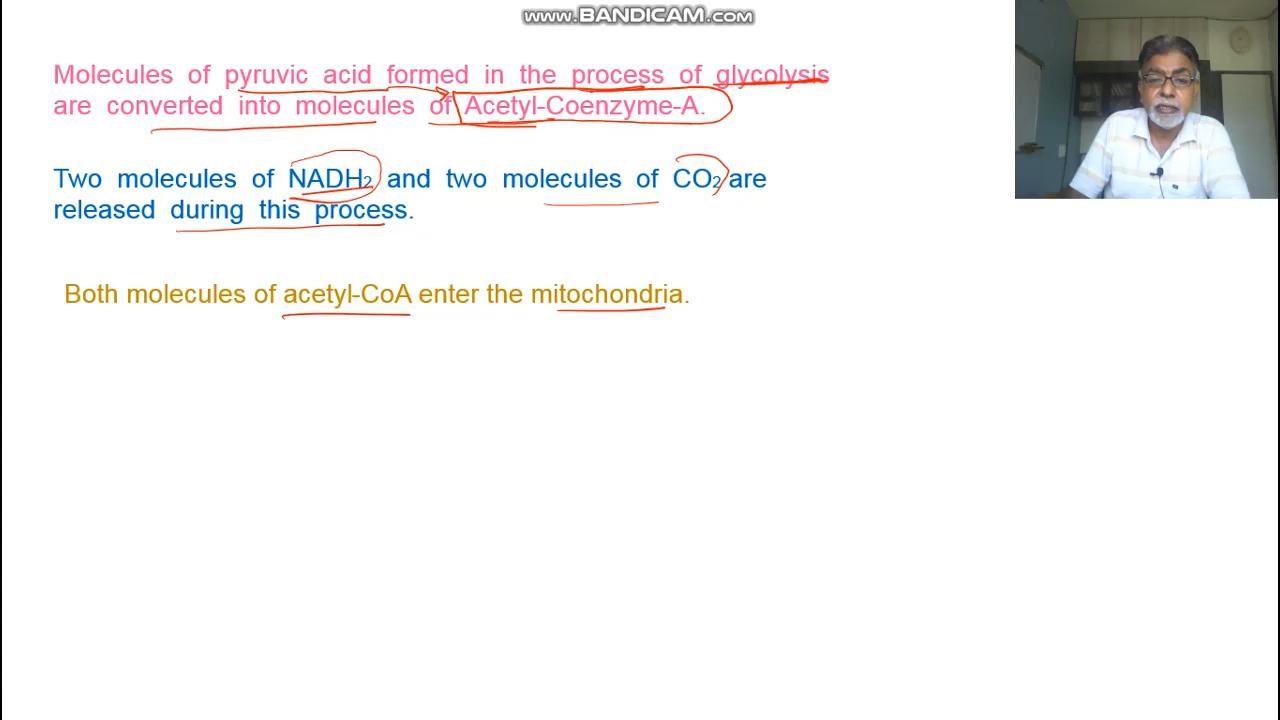 www.BANDICAM.com
Molecules of pyruvic acid formed in the process of glycolysis
are converted into molecules of Acetyl-Coenzyme-A.
Two molecules of NADH₂ and two molecules of CO₂ are
released during this process.
Both molecules of acetyl-CoA enter the mitochondria.